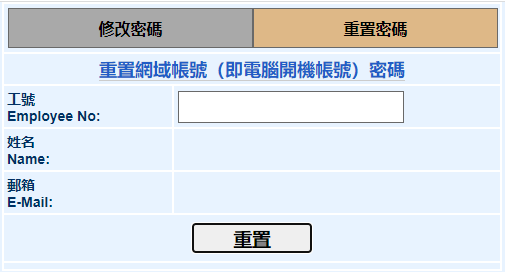 修改密碼 重置密碼
重置網域帳號（即電腦開機帳號）密碼
工號
Employee No:
姓名
Name:
郵箱
E-Mail:
重置